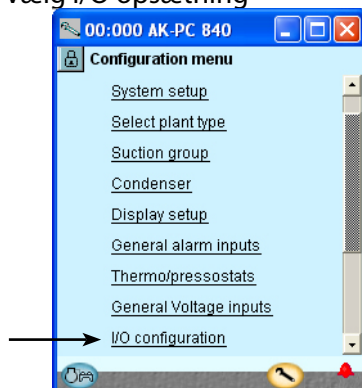 Vælg I/O opsætning
00:000 AK-PC 840
Configuration menu
System setup
Select plant type
Suction group
Condenser
Display setup
General alarm inputs
Thermo/pressostats
General Voltage inputs
I/O configuration